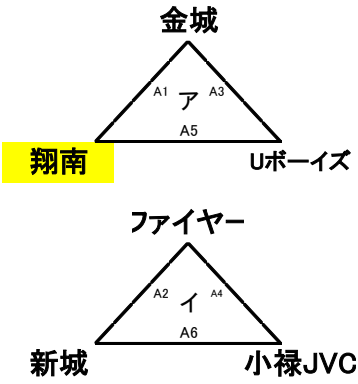 金城
A1 ア A3
A5
翔南 Uボーイズ
ファイヤー
A2 イ A4
A6
新城 小禄JVC